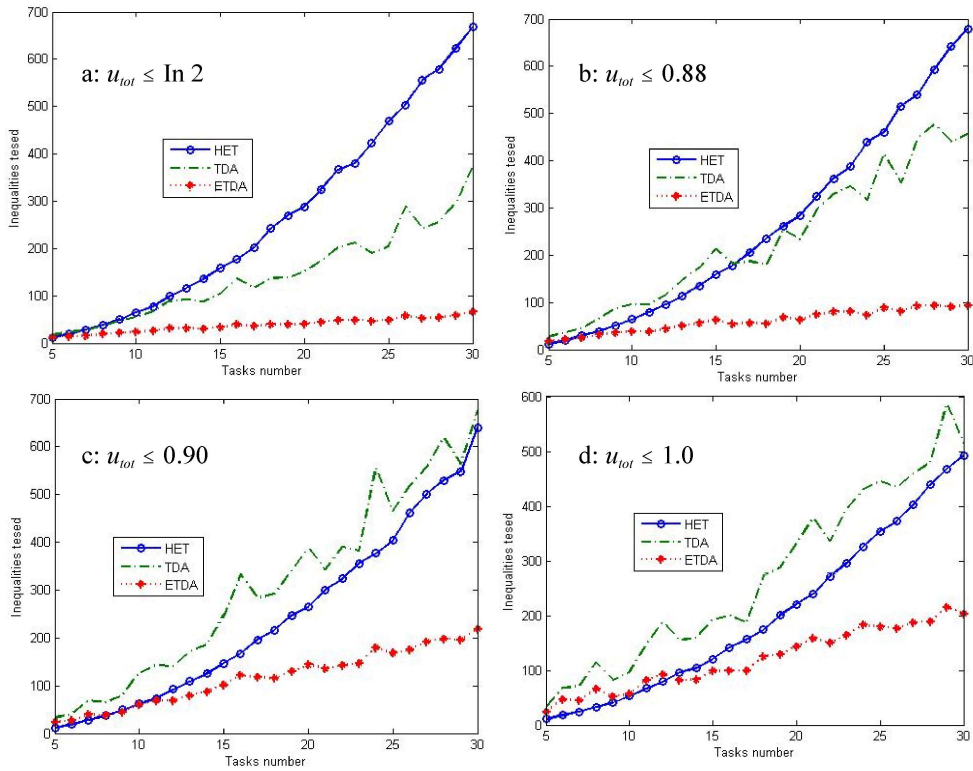 700
600
500
400
300
200
100
0
Inequalities tesed
a: u_tot ≤ In 2
HET
TDA
ETDA
5 10 15 20 25 30
Tasks number
700
600
500
400
300
200
100
0
Inequalities tesed
b: u_tot ≤ 0.88
HET
TDA
ETDA
5 10 15 20 25 30
Tasks number
700
600
500
400
300
200
100
0
Inequalities tesed
c: u_tot ≤ 0.90
HET
TDA
ETDA
5 10 15 20 25 30
Tasks number
600
500
400
300
200
100
0
Inequalities tesed
d: u_tot ≤ 1.0
HET
TDA
ETDA
5 10 15 20 25 30
Tasks number